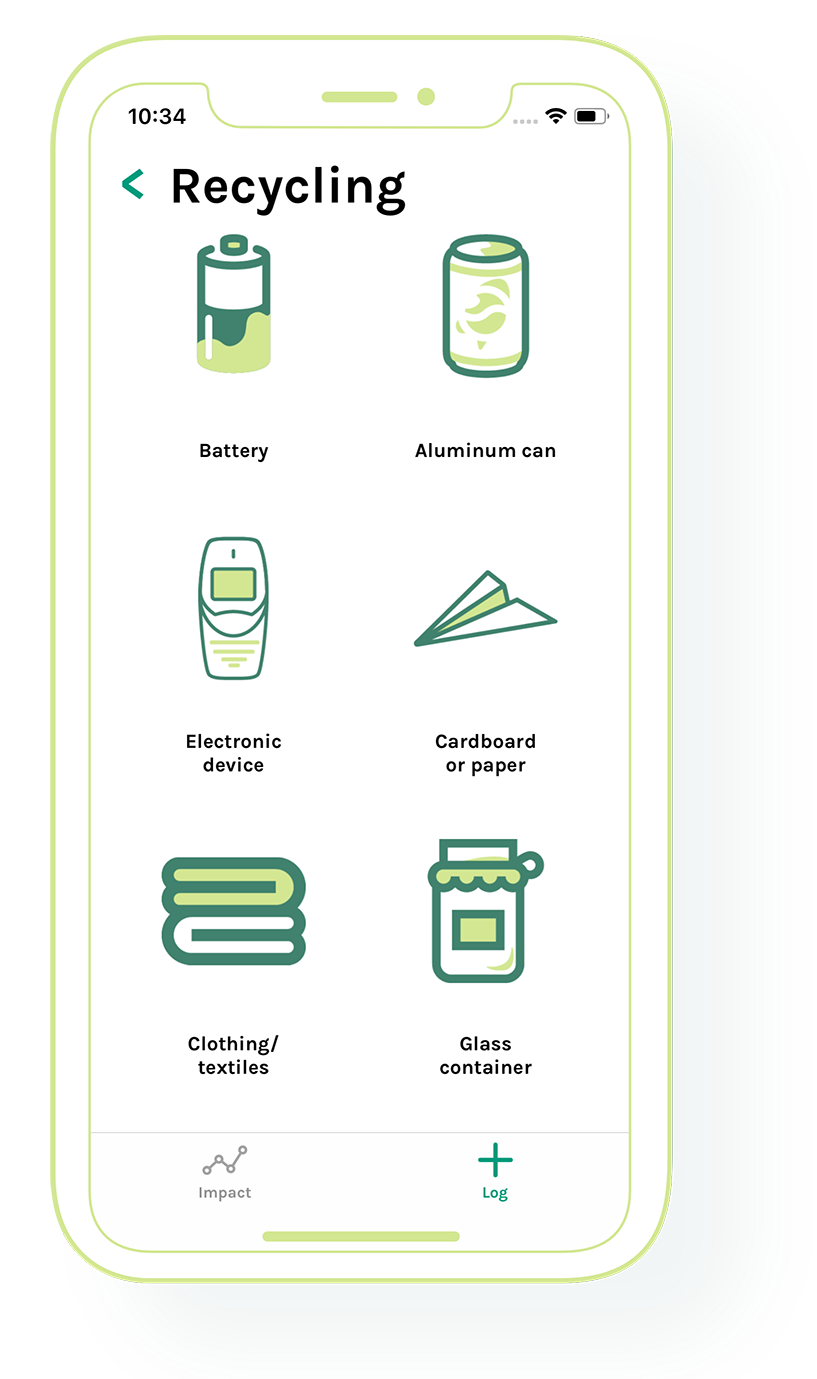 10:34
Recycling
Battery
Aluminum can
Electronic
device
Cardboard
or paper
Clothing/
textiles
Glass
container
Impact
Log